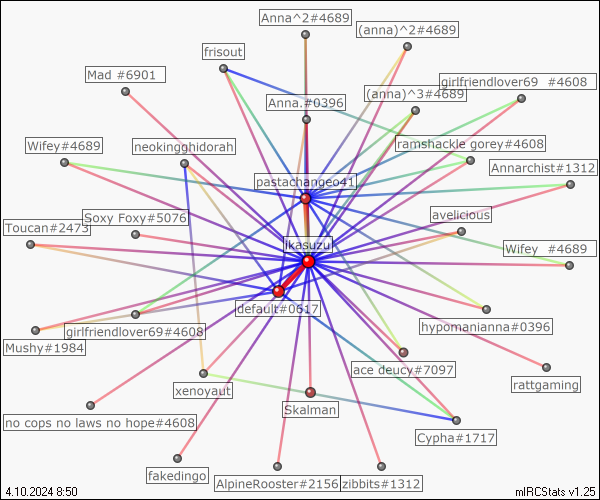 Anna^2#4689
(anna)^2#4689
frisout
Mad #6901
girlfriendlover69 #4608
Anna.#0396
(anna)^3#4689
Wifey#4689
neokingghidorah
ramshackle gorey#4608
Annarchist#1312
pastachangeo41
Toucan#2473
Soxy Foxy#5076
avelicious
ikasuzu
Wifey #4689
default#0617
girlfriendlover69#4608
hypomanianna#0396
Mushy#1984
ace deucy#7097
xenoyaut
rattgaming
Skalman
no cops no laws no hope#4608
Cypha#1717
fakedingo
AlpineRooster#2156
zibbits#1312
4.10.2024 8:50
mIRCStats v1.25